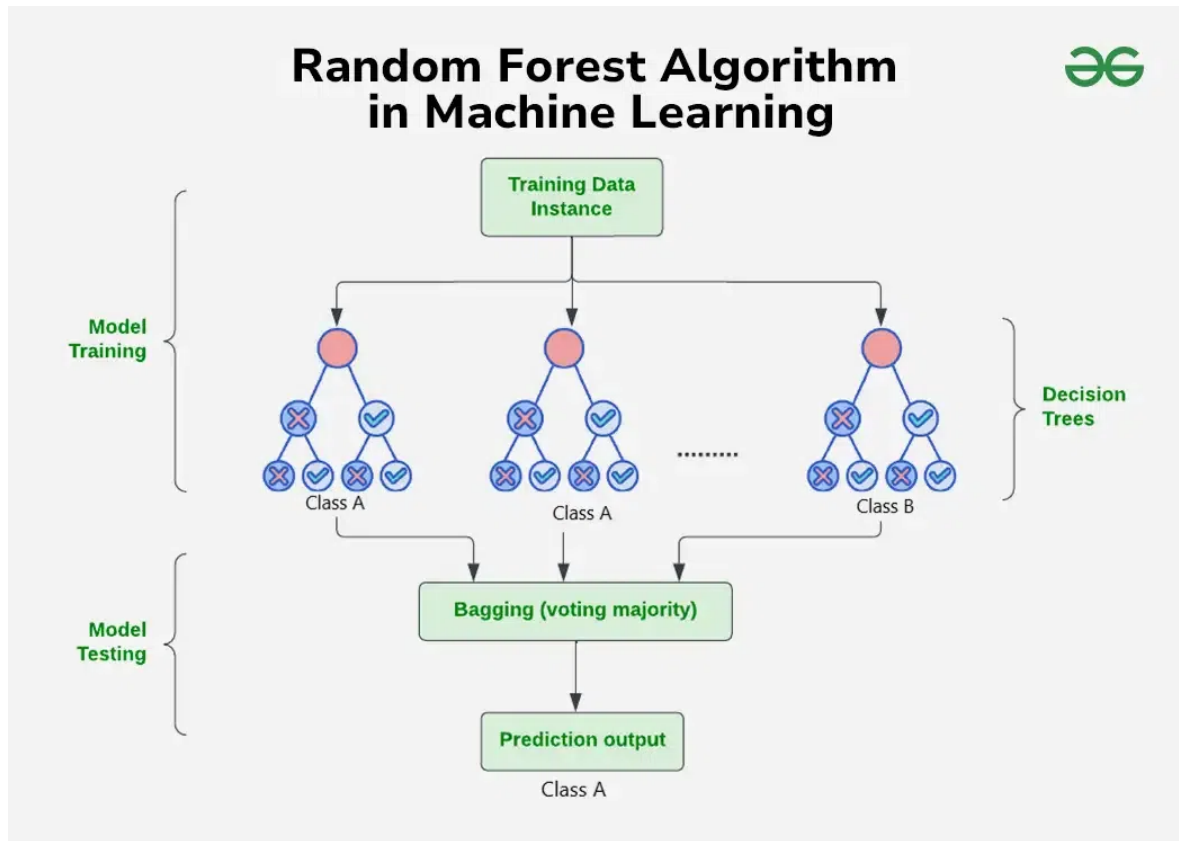 Random Forest Algorithm
in Machine Learning
Training Data
Instance
Model
Training
Decision
Trees
.........
Class A
Class A
Class B
Bagging (voting majority)
Model
Testing
Prediction output
Class A